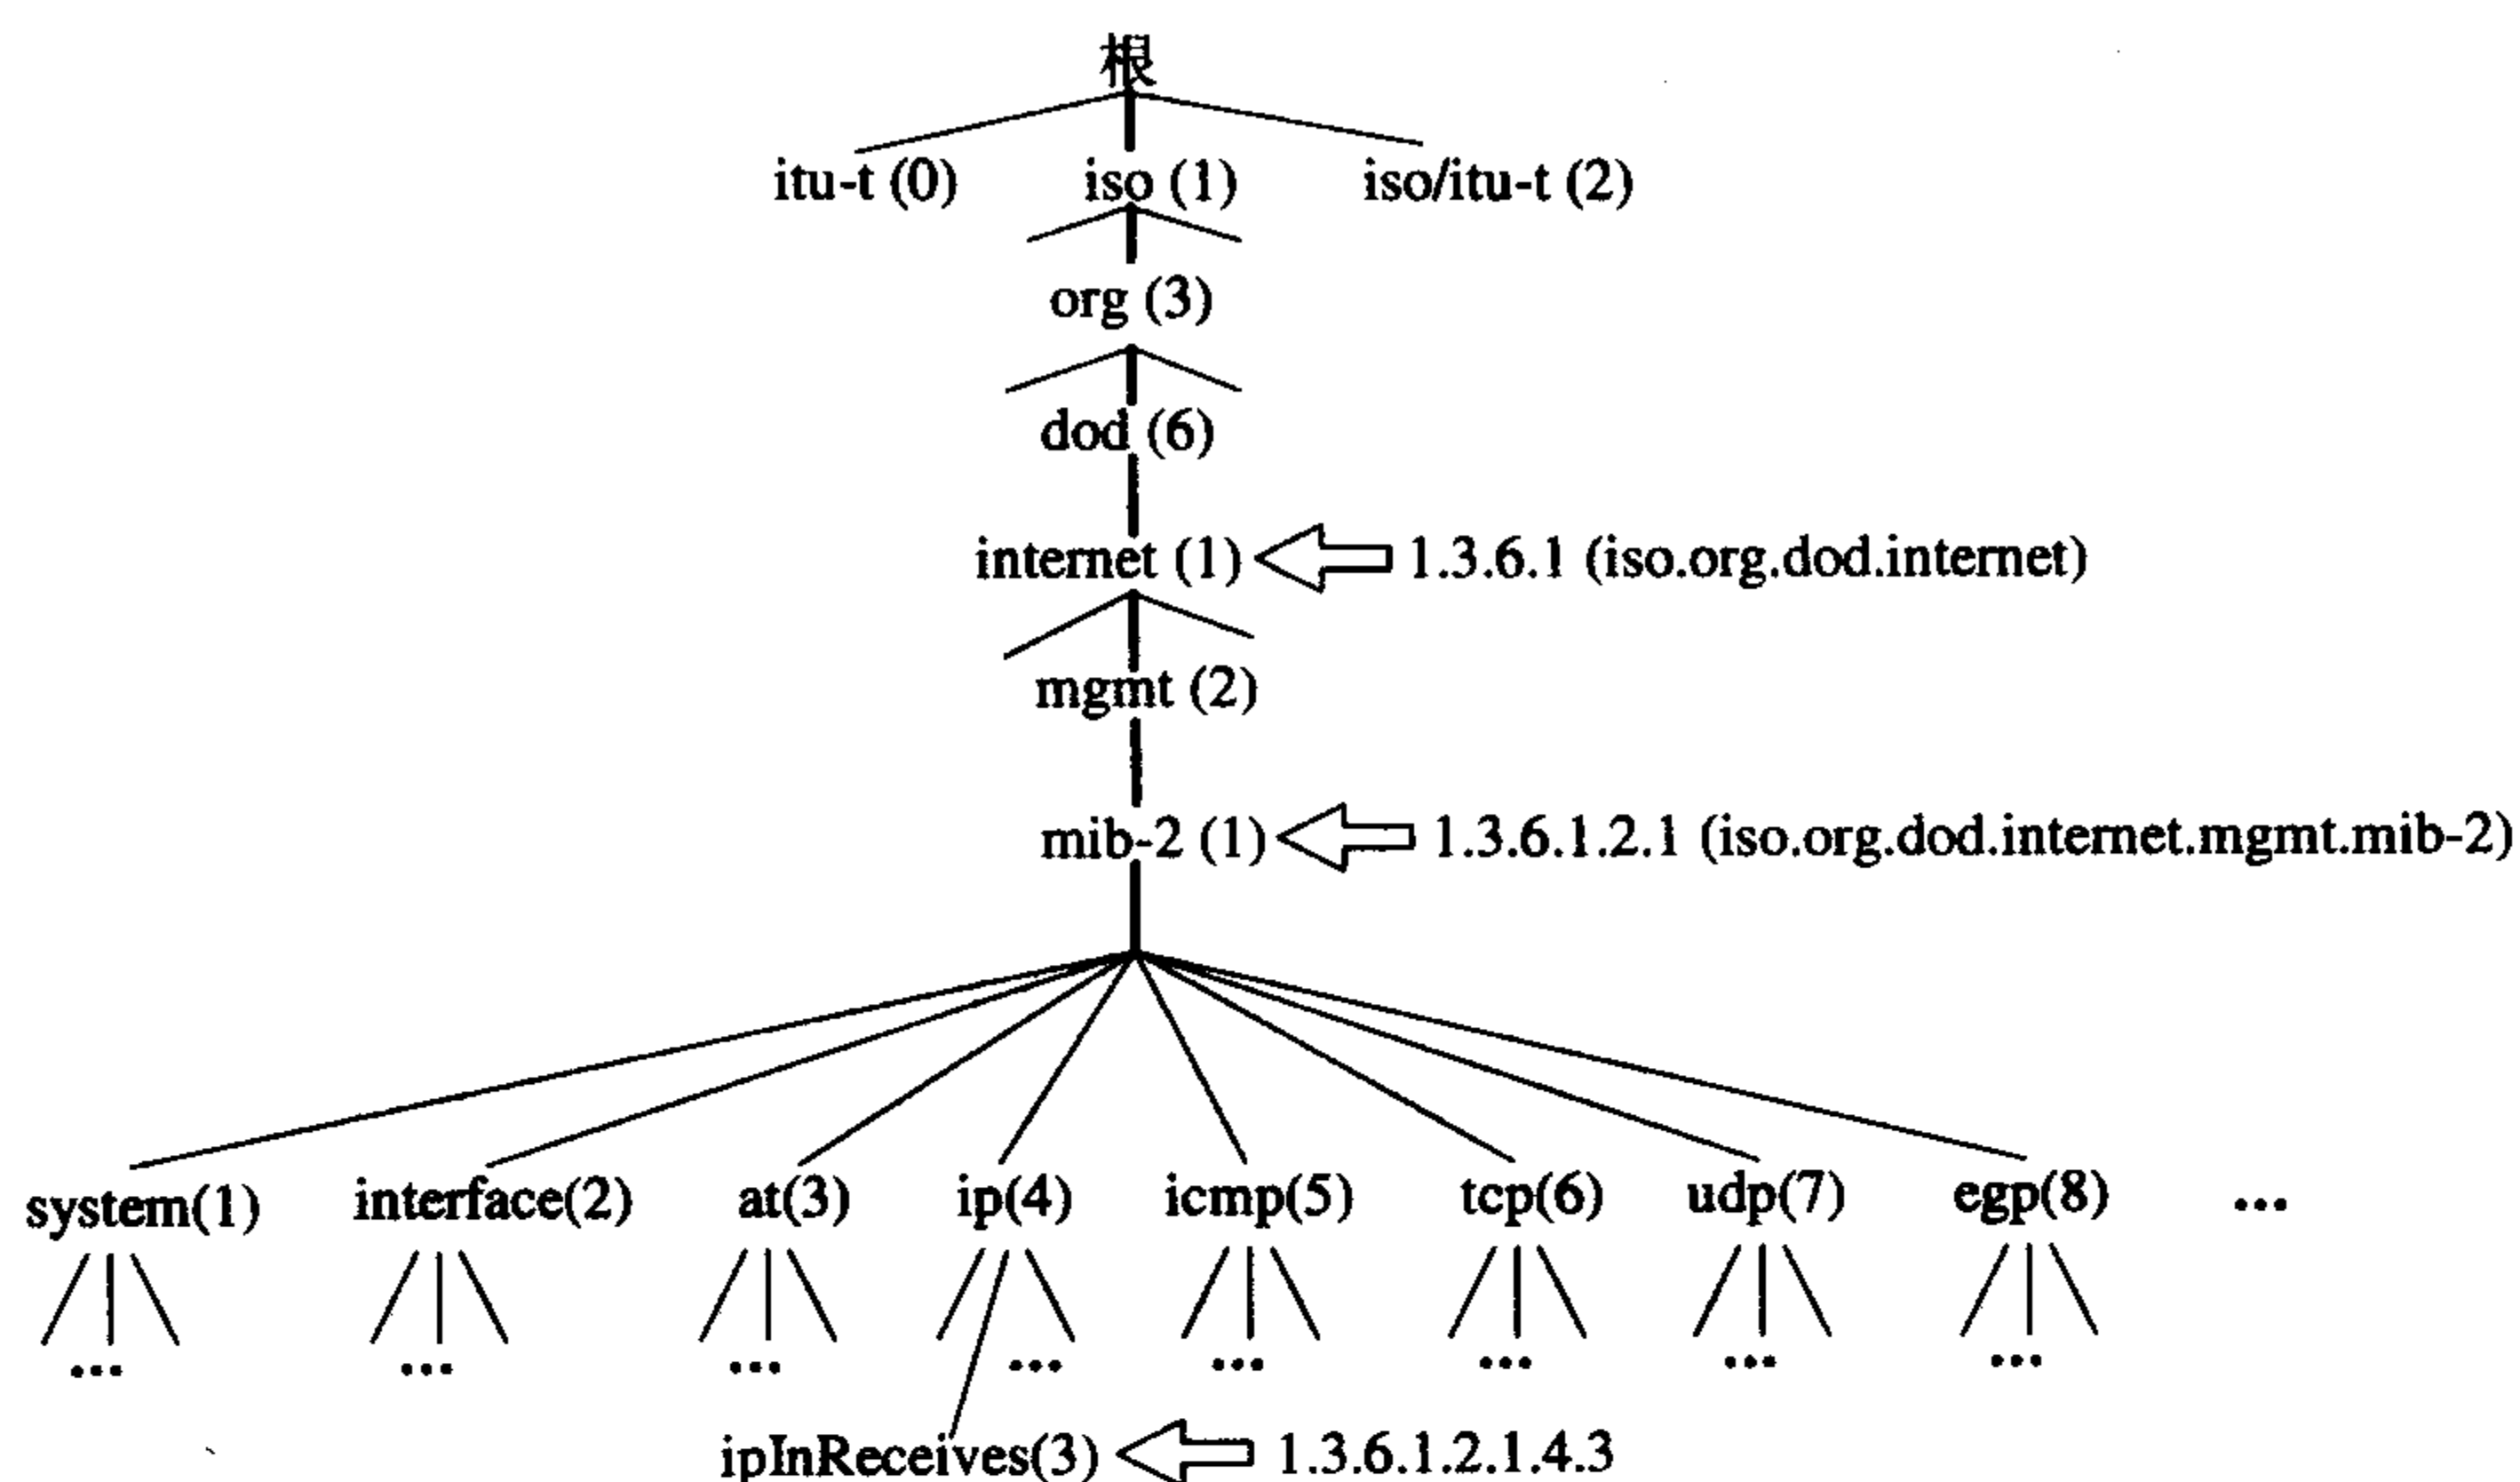 根
itu-t (0) iso (1) iso/itu-t (2)
org (3)
dod (6)
internet (1) 1.3.6.1 (iso.org.dod.internet)
mgmt (2)
mib-2 (1) 1.3.6.1.2.1 (iso.org.dod.internet.mgmt.mib-2)
system(1) interface(2) at(3) ip(4) icmp(5) tcp(6) udp(7) egp(8) ...
... ... ... ... ... ... ... ...
ipInReceives(3) 1.3.6.1.2.1.4.3